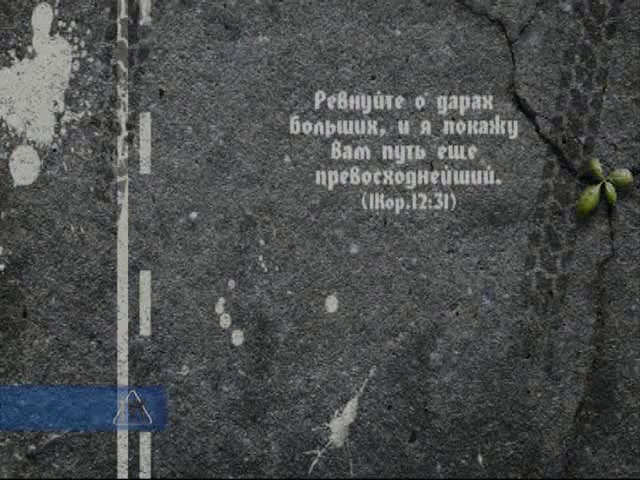 Ревнуйте о дарах
больших, и я покажу
вам путь еще
превосходнейший.
(1Кор.12:31)